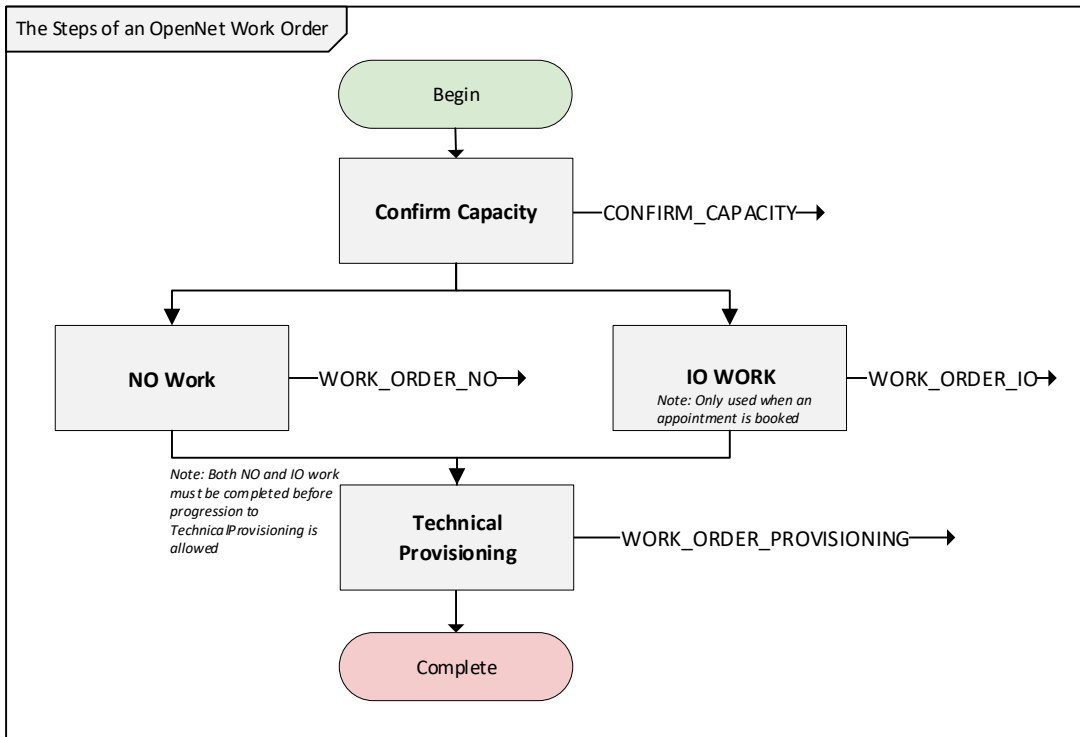 The Steps of an OpenNet Work Order
Begin
Confirm Capacity
CONFIRM_CAPACITY
NO Work
WORK_ORDER_NO
IO WORK
Note: Only used when an
appointment is booked
WORK_ORDER_IO
Note: Both NO and IO work
must be completed before
progression to
TechnicalProvisioning is
allowed
Technical
Provisioning
WORK_ORDER_PROVISIONING
Complete